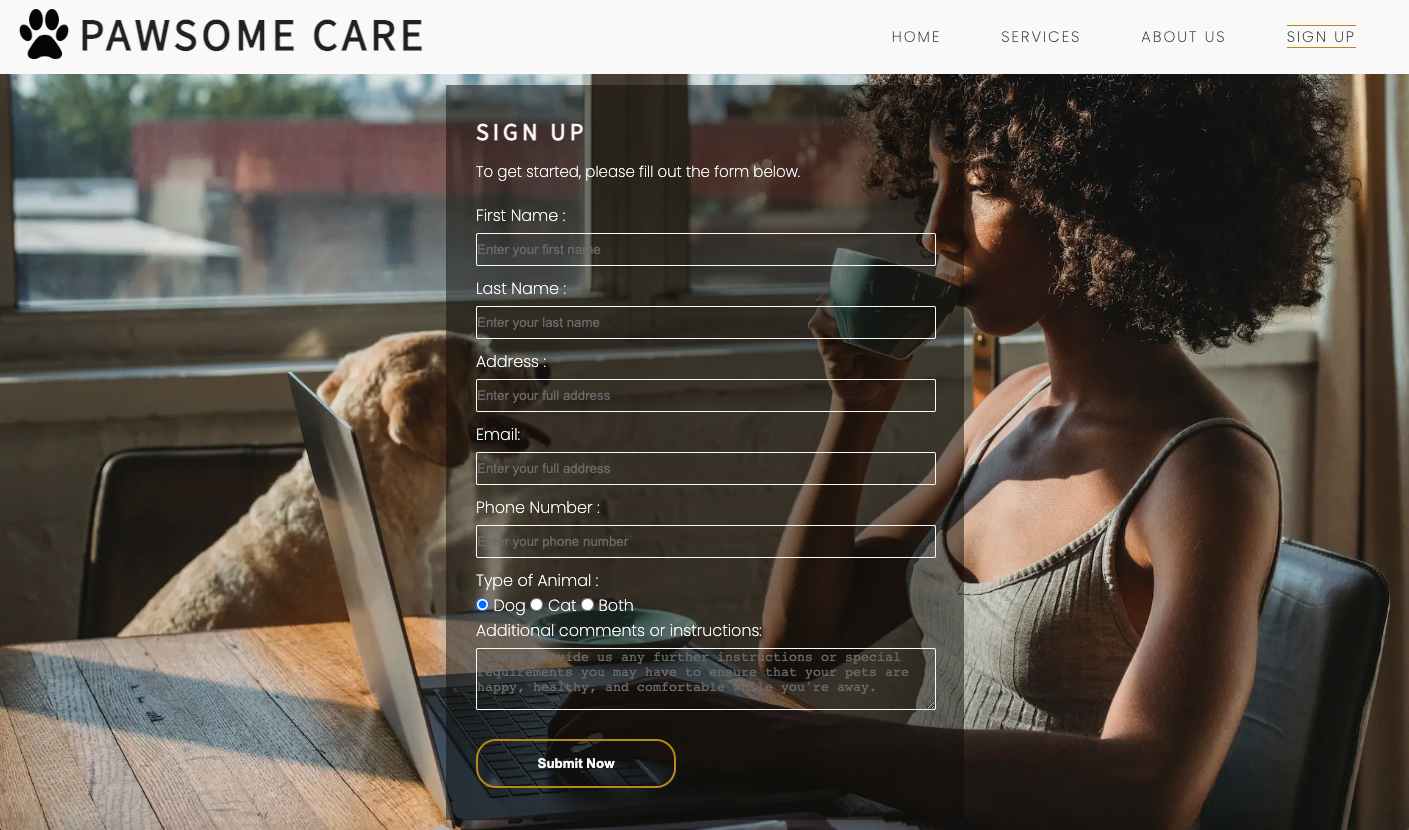 PAWSOME CARE
HOME SERVICES ABOUT US SIGN UP
SIGN UP
To get started, please fill out the form below.
First Name :
Enter your first name
Last Name :
Enter your last name
Address :
Enter your full address
Email:
Enter your full address
Phone Number :
Enter your phone number
Type of Animal :
Dog Cat Both
Additional comments or instructions:
us any further instructions or special
requirements you may have to ensure that your pets are
happy, healthy, and comfortable while you're away.
Submit Now